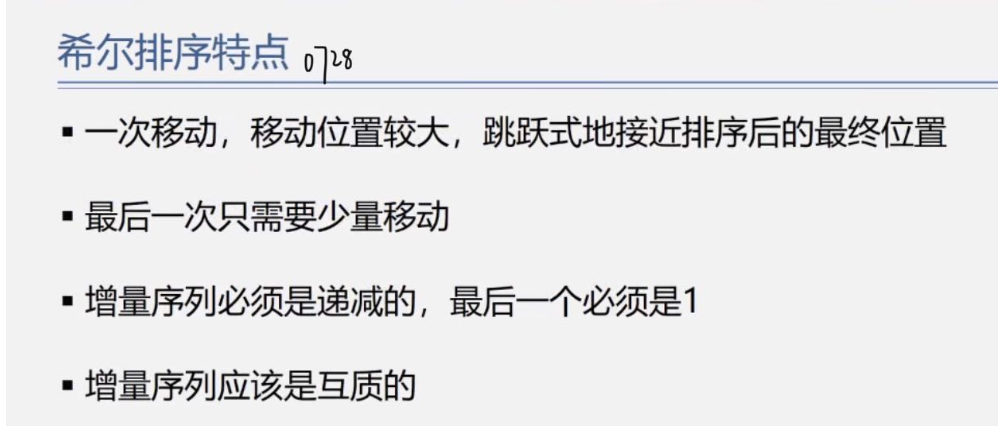 希尔排序特点 0728
▪ 一次移动，移动位置较大，跳跃式地接近排序后的最终位置
▪ 最后一次只需要少量移动
▪ 增量序列必须是递减的，最后一个必须是1
▪ 增量序列应该是互质的